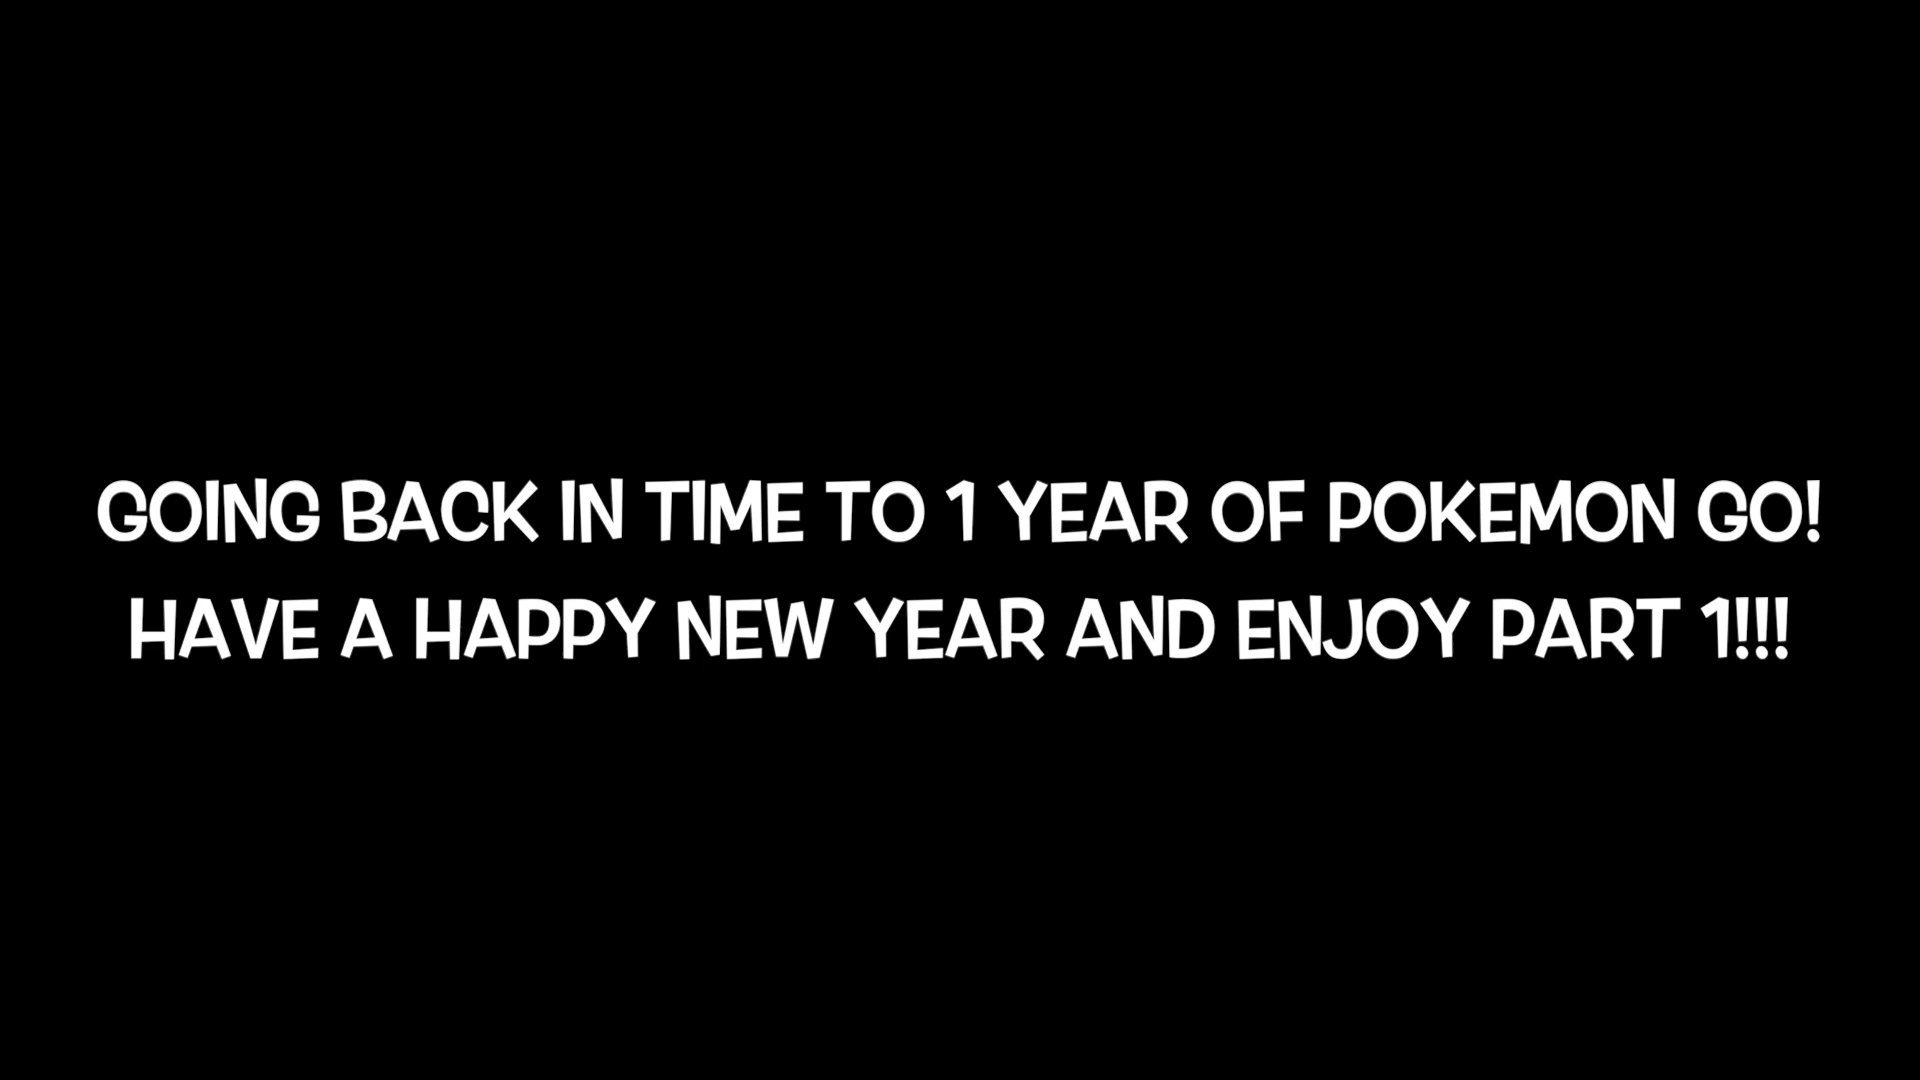 GOING BACK IN TIME TO 1 YEAR OF POKEMON GO!
HAVE A HAPPY NEW YEAR AND ENJOY PART 1!!!